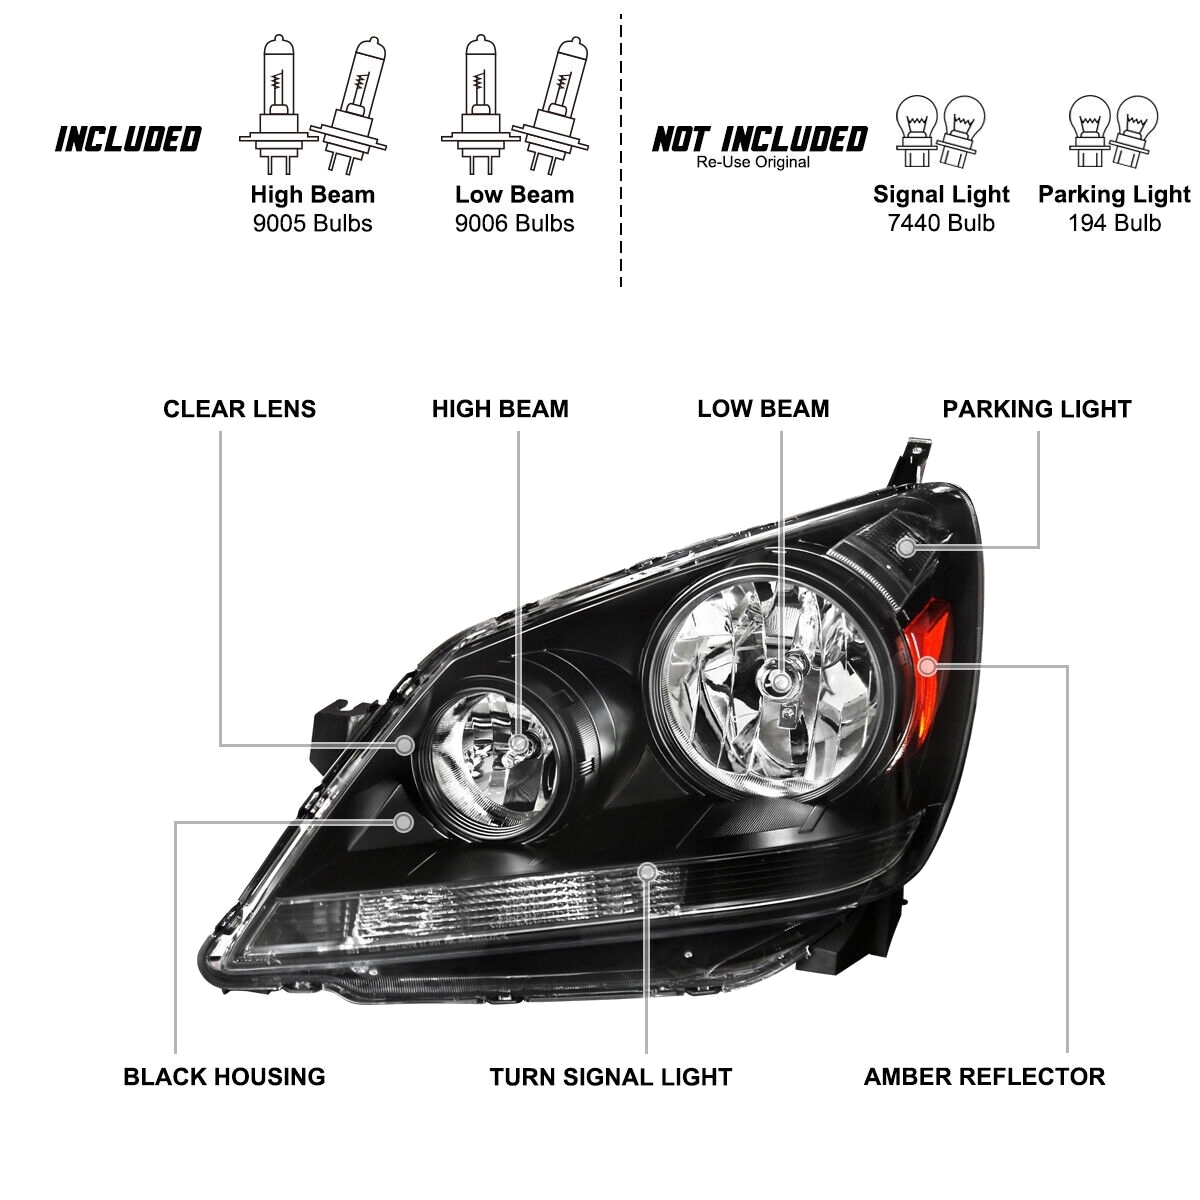 INCLUDED
High Beam
9005 Bulbs
Low Beam
9006 Bulbs
NOT INCLUDED
Re-Use Original
Signal Light
7440 Bulb
Parking Light
194 Bulb
CLEAR LENS
HIGH BEAM
LOW BEAM
PARKING LIGHT
BLACK HOUSING
TURN SIGNAL LIGHT
AMBER REFLECTOR